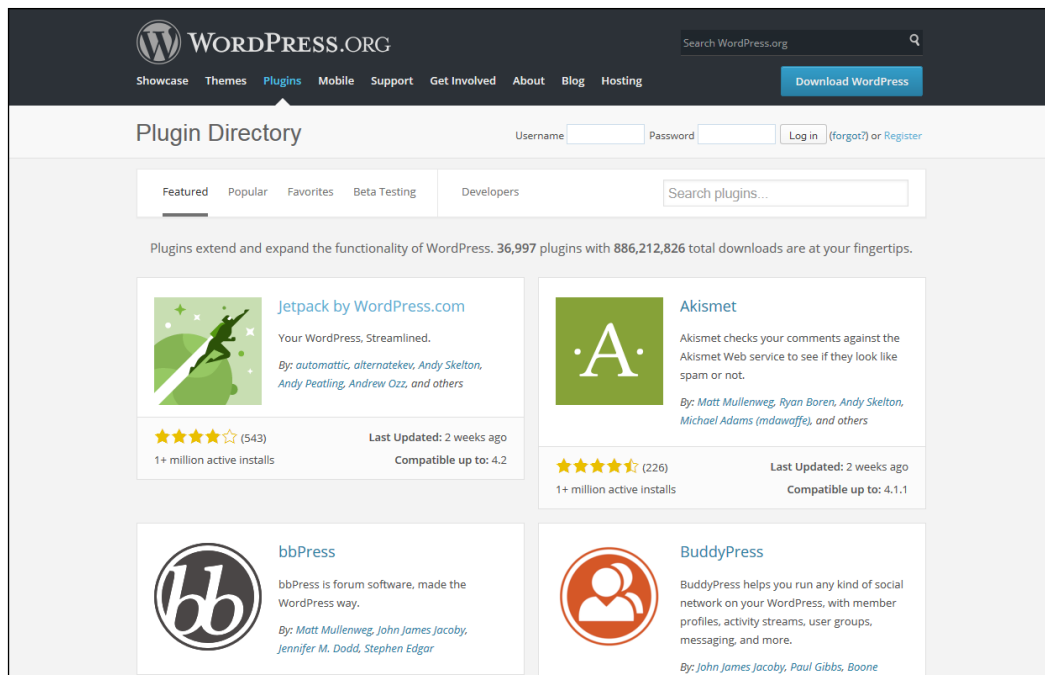 WORDPRESS.ORG
Search WordPress.org
Showcase Themes Plugins Mobile Support Get Involved About Blog Hosting
Download WordPress
Plugin Directory
Username Password Log in (forgot?) or Register
Featured Popular Favorites Beta Testing Developers
Search plugins...
Plugins extend and expand the functionality of WordPress. 36,997 plugins with 886,212,826 total downloads are at your fingertips.
Jetpack by WordPress.com
Your WordPress, Streamlined.
By: automattic, alternatekev, Andy Skelton,
Andy Peatling, Andrew Ozz, and others
(543)
Last Updated: 2 weeks ago
1+ million active installs
Compatible up to: 4.2
·A·
Akismet
Akismet checks your comments against the
Akismet Web service to see if they look like
spam or not.
By: Matt Mullenweg, Ryan Boren, Andy Skelton,
Michael Adams (mdawaffe), and others
(226)
Last Updated: 2 weeks ago
1+ million active installs
Compatible up to: 4.1.1
bb
bbPress
bbPress is forum software, made the
WordPress way.
By: Matt Mullenweg, John James Jacoby,
Jennifer M. Dodd, Stephen Edgar
BuddyPress
BuddyPress helps you run any kind of social
network on your WordPress, with member
profiles, activity streams, user groups,
messaging, and more.
By: John James Jacoby, Paul Gibbs, Boone